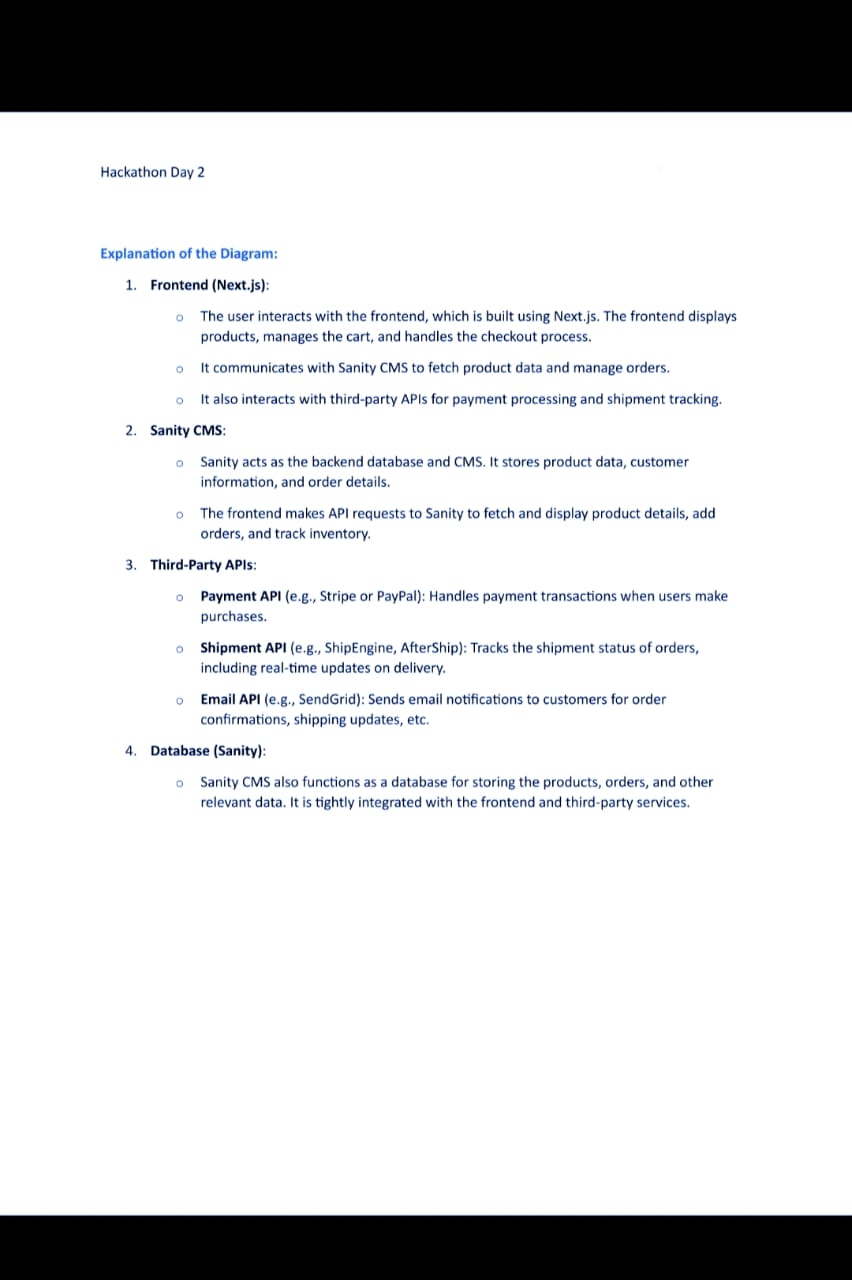 Hackathon Day 2
Explanation of the Diagram:
1. Frontend (Next.js):
o The user interacts with the frontend, which is built using Next.js. The frontend displays
products, manages the cart, and handles the checkout process.
o It communicates with Sanity CMS to fetch product data and manage orders.
o It also interacts with third-party APIs for payment processing and shipment tracking.
2. Sanity CMS:
o Sanity acts as the backend database and CMS. It stores product data, customer
information, and order details.
o The frontend makes API requests to Sanity to fetch and display product details, add
orders, and track inventory.
3. Third-Party APIs:
o Payment API (e.g., Stripe or PayPal): Handles payment transactions when users make
purchases.
o Shipment API (e.g., ShipEngine, AfterShip): Tracks the shipment status of orders,
including real-time updates on delivery.
o Email API (e.g., SendGrid): Sends email notifications to customers for order
confirmations, shipping updates, etc.
4. Database (Sanity):
o Sanity CMS also functions as a database for storing the products, orders, and other
relevant data. It is tightly integrated with the frontend and third-party services.